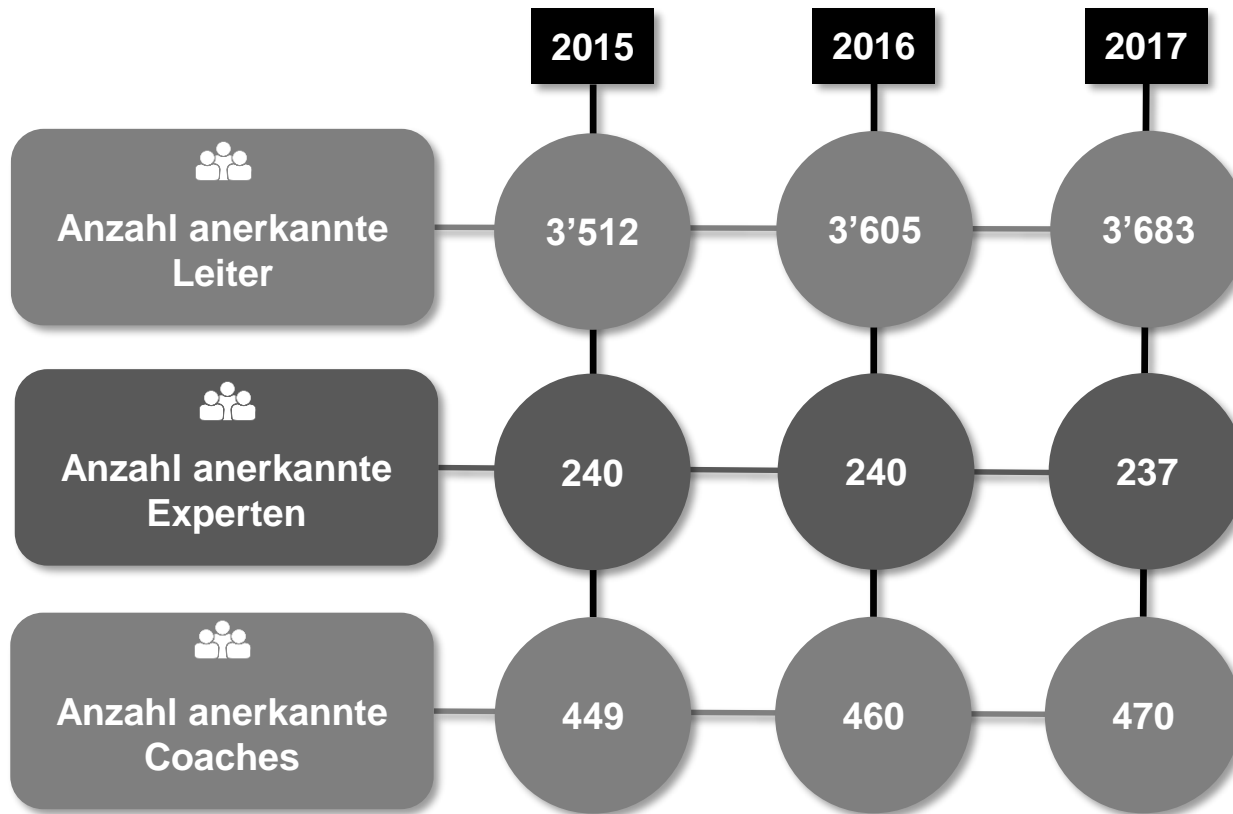 2015 2016 2017
Anzahl anerkannte
Leiter
3’512 3’605 3’683
Anzahl anerkannte
Experten
240 240 237
Anzahl anerkannte
Coaches
449 460 470